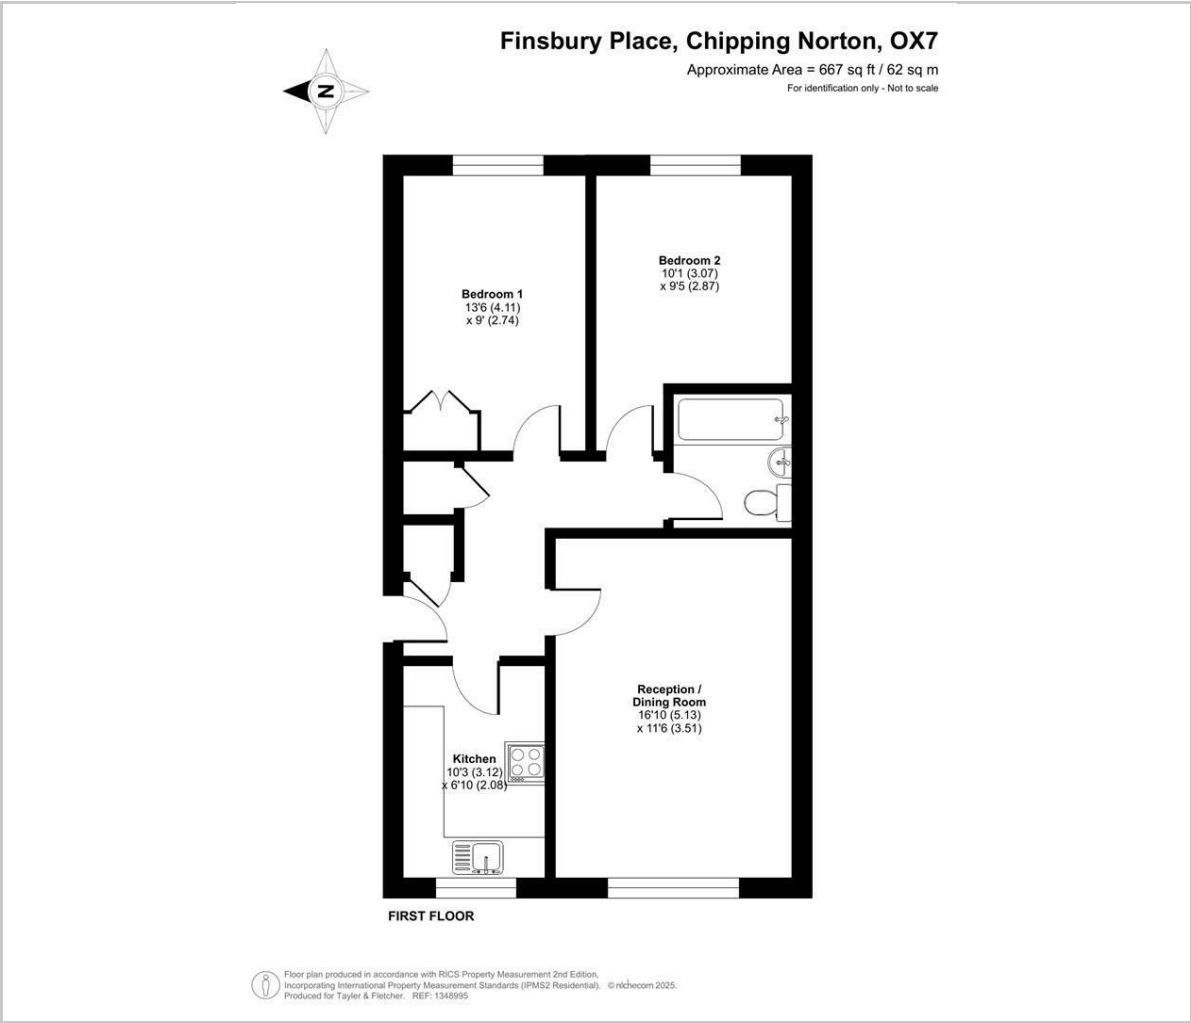 Finsbury Place, Chipping Norton, OX7
Approximate Area = 667 sq ft / 62 sq m
For identification only - Not to scale
N
Bedroom 1
13'6 (4.11)
x 9' (2.74)
Bedroom 2
10'1 (3.07)
x 9'5 (2.87)
Reception /
Dining Room
16'10 (5.13)
x 11'6 (3.51)
Kitchen
10'3 (3.12)
x 6'10 (2.08)
FIRST FLOOR
Floor plan produced in accordance with RICS Property Measurement 2nd Edition,
Incorporating International Property Measurement Standards (IPMS2 Residential). © nichecom 2025.
Produced for Tayler & Fletcher. REF: 1348995